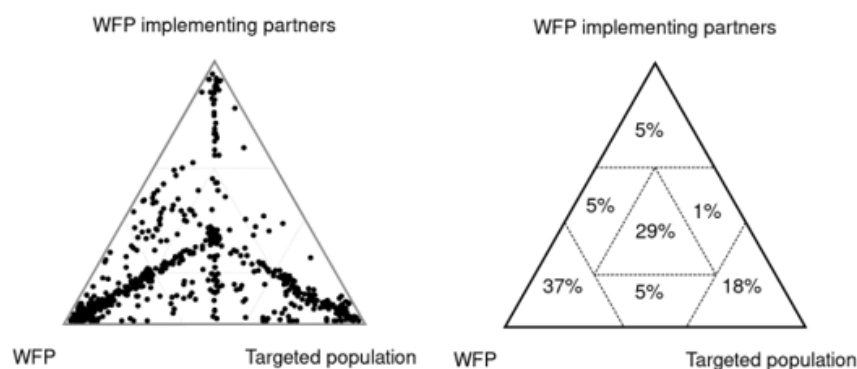 WFP implementing partners
WFP
Targeted population
WFP implementing partners
5%
5%
1%
29%
37%
5%
18%
WFP
Targeted population